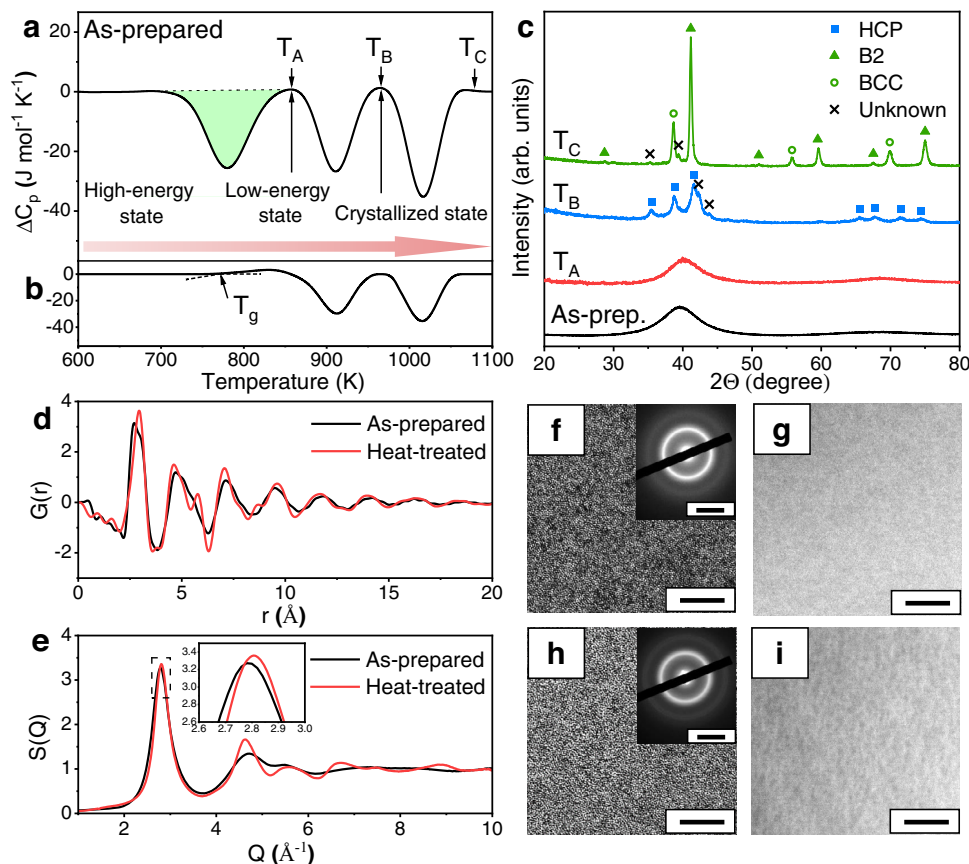 a
As-prepared
T_A
T_B
T_C
20
0
-20
-40
ΔCp (J mol⁻¹ K⁻¹)
High-energy
state
Low-energy
state
Crystallized state
b
0
-20
-40
T_g
600 700 800 900 1000 1100
Temperature (K)
c
HCP
B2
BCC
Unknown
T_C
T_B
T_A
As-prep.
Intensity (arb. units)
20 30 40 50 60 70 80
2Θ (degree)
d
As-prepared
Heat-treated
4
2
0
-2
G(r)
0 5 10 15 20
r (Å)
e
As-prepared
Heat-treated
4
3
2
1
0
S(Q)
3.4
3.2
3.0
2.8
2.6
2.6 2.7 2.8 2.9 3.0
2 4 6 8 10
Q (Å⁻¹)
f
g
h
i